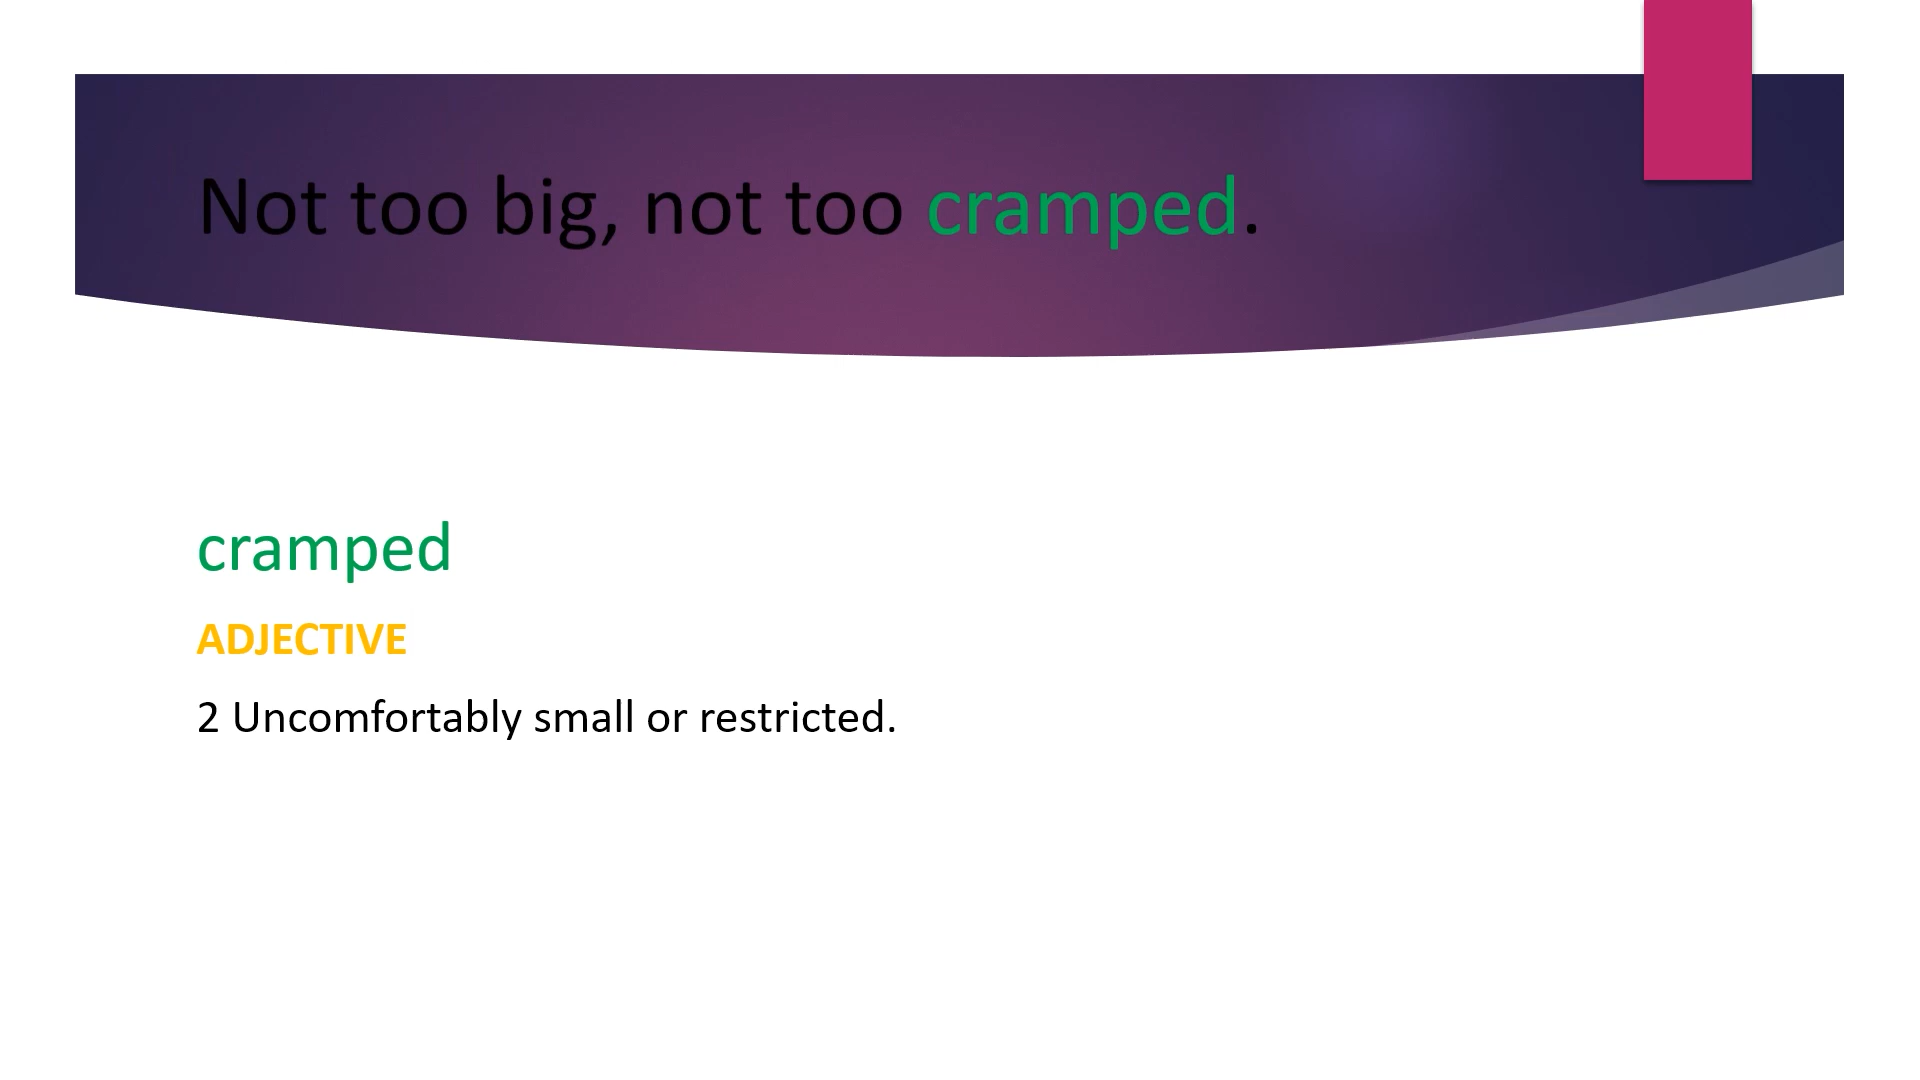 Not too big, not too cramped.
cramped
ADJECTIVE
2 Uncomfortably small or restricted.